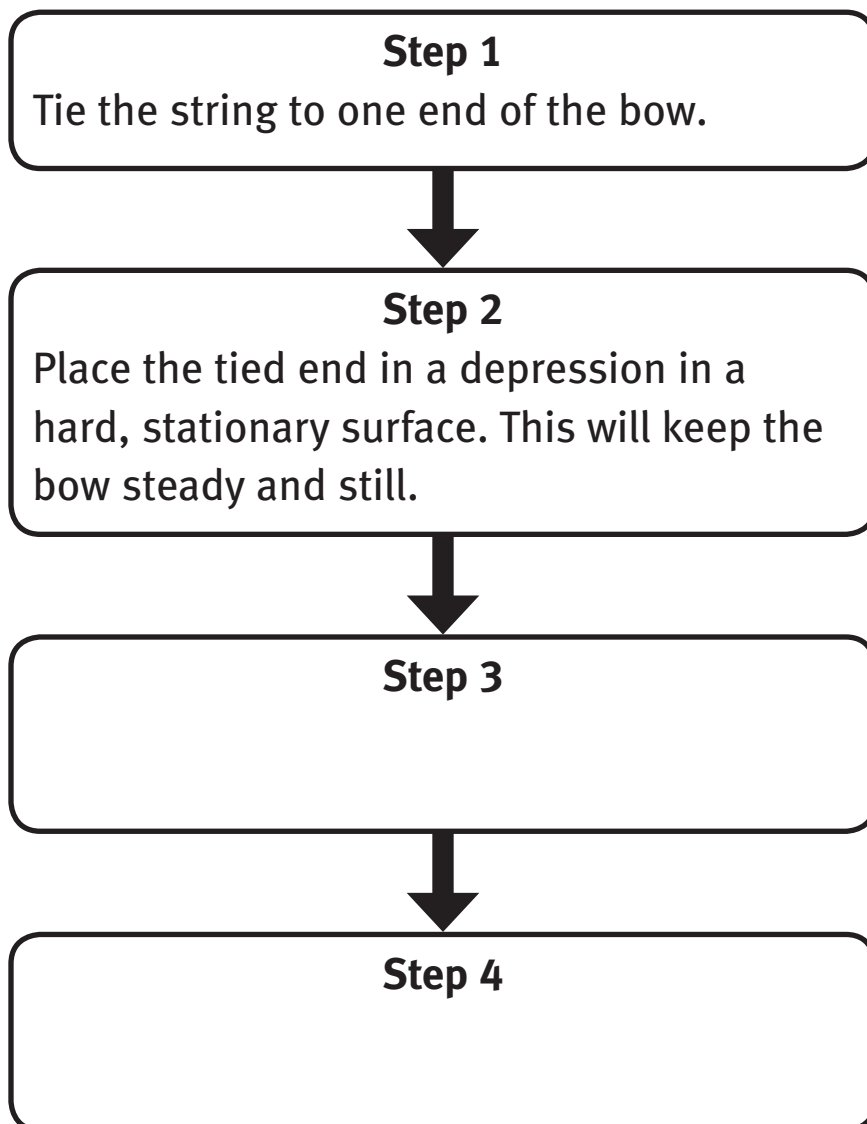 Step 1
Tie the string to one end of the bow.
Step 2
Place the tied end in a depression in a
hard, stationary surface. This will keep the
bow steady and still.
Step 3
Step 4